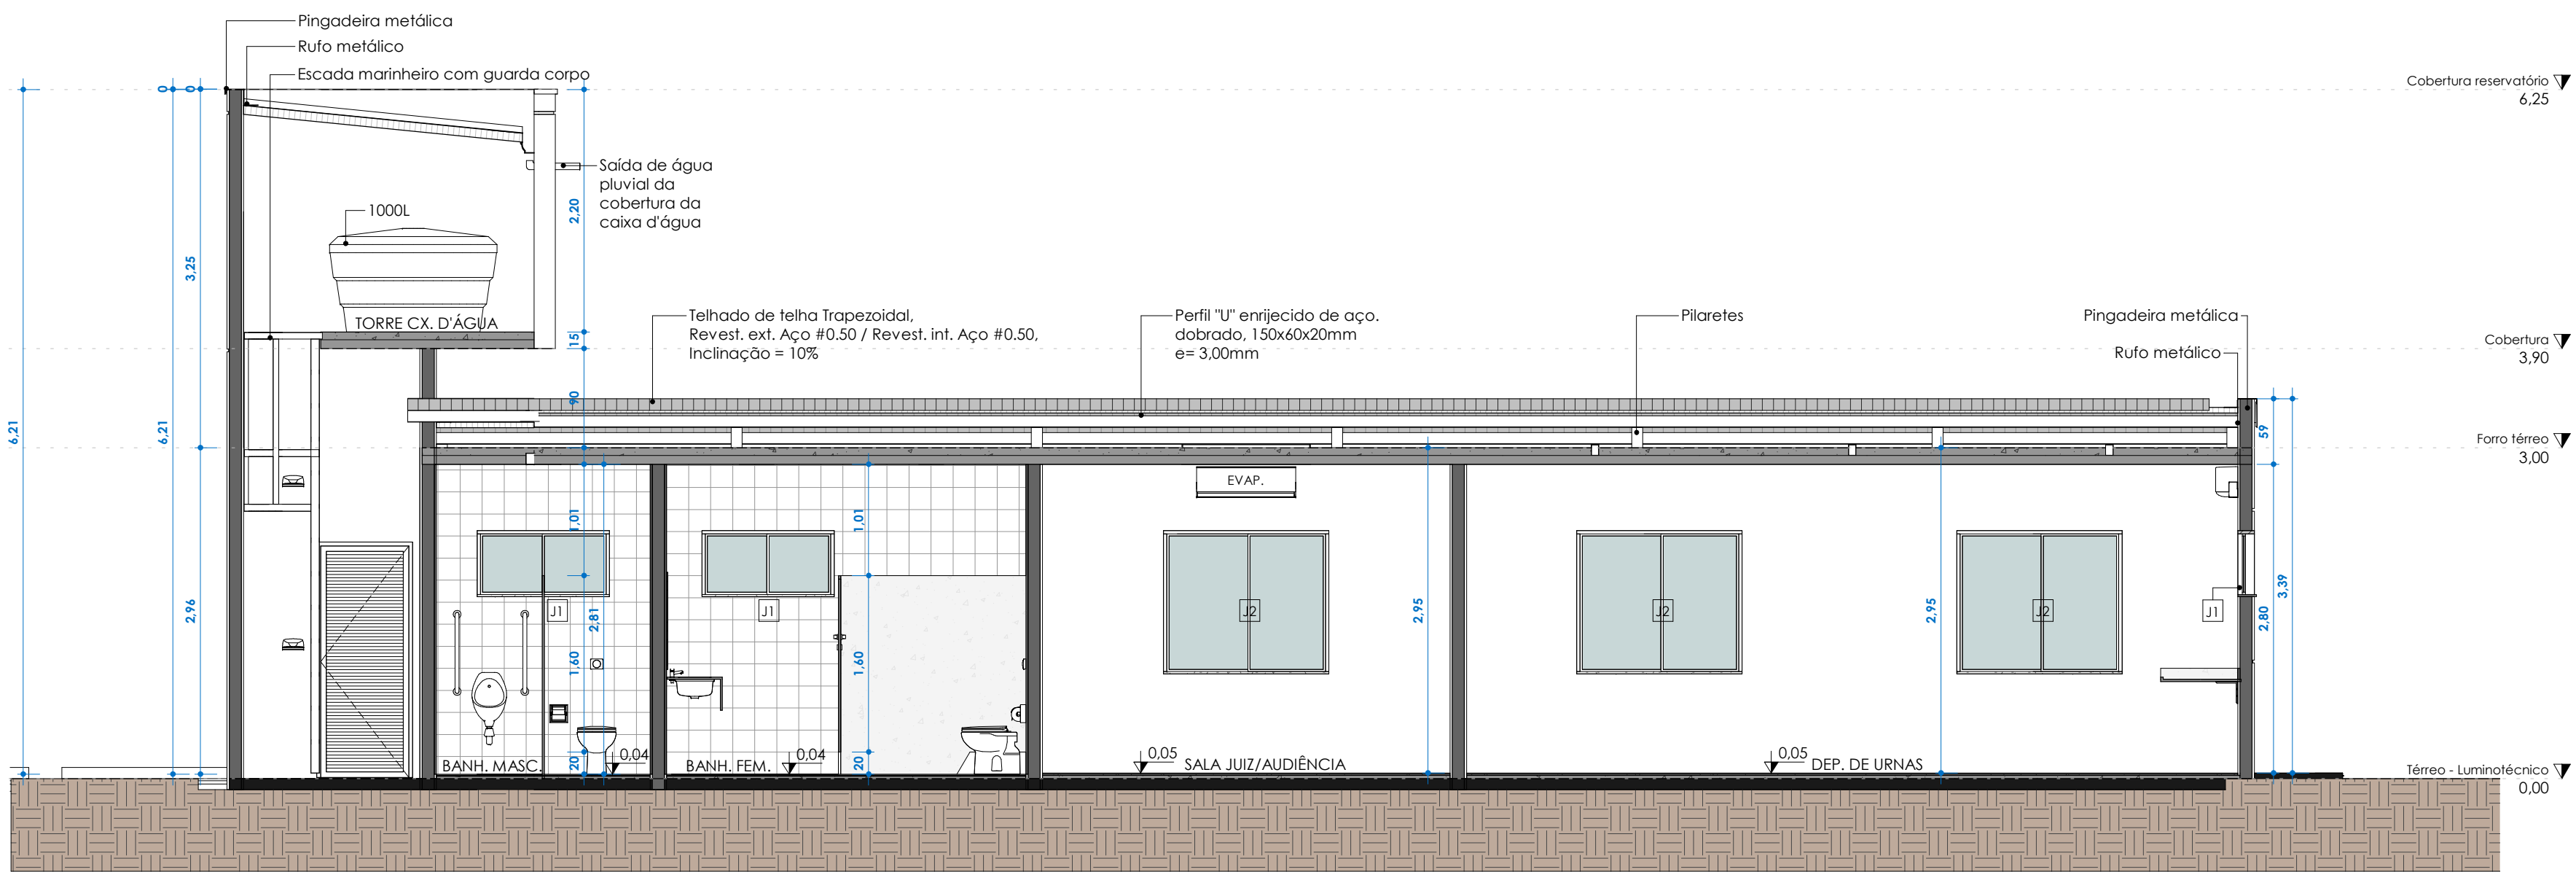 Pingadeira metálica
Rufo metálico
Escada marinheiro com guarda corpo
Cobertura reservatório
6,25
0
0
Saída de água
pluvial da
cobertura da
caixa d'água
2,20
1000L
3,25
TORRE CX. D'ÁGUA
15
Telhado de telha Trapezoidal,
Revest. ext. Aço #0.50 / Revest. int. Aço #0.50,
Inclinação = 10%
Perfil "U" enrijecido de aço.
dobrado, 150x60x20mm
e= 3,00mm
Pilaretes
Pingadeira metálica
Rufo metálico
Cobertura
3,90
90
6,21
6,21
59
Forro térreo
3,00
EVAP.
1,01
1,01
2,96
2,81
1,60
1,60
2,95
2,95
2,80
3,39
J1
J1
J2
J2
J2
J1
20
20
BANH. MASC.
0,04
BANH. FEM.
0,04
0,05
SALA JUIZ/AUDIÊNCIA
0,05
DEP. DE URNAS
Térreo - Luminotécnico
0,00